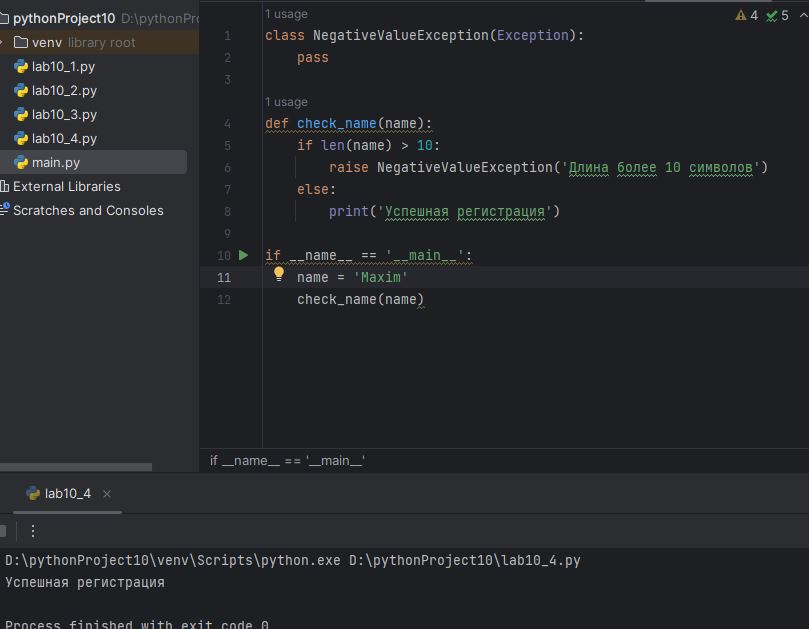 pythonProject10 D:\pythonPro
venv library root
lab10_1.py
lab10_2.py
lab10_3.py
lab10_4.py
main.py
External Libraries
Scratches and Consoles
4 5
1 usage
1 class NegativeValueException(Exception):
2 pass
3
1 usage
4 def check_name(name):
5 if len(name) > 10:
6 raise NegativeValueException('Длина более 10 символов')
7 else:
8 print('Успешная регистрация')
9
10 if __name__ == '__main__':
11 name = 'Maxim'
12 check_name(name)
if __name__ == '__main__'
lab10_4
D:\pythonProject10\venv\Scripts\python.exe D:\pythonProject10\lab10_4.py
Успешная регистрация
Process finished with exit code 0